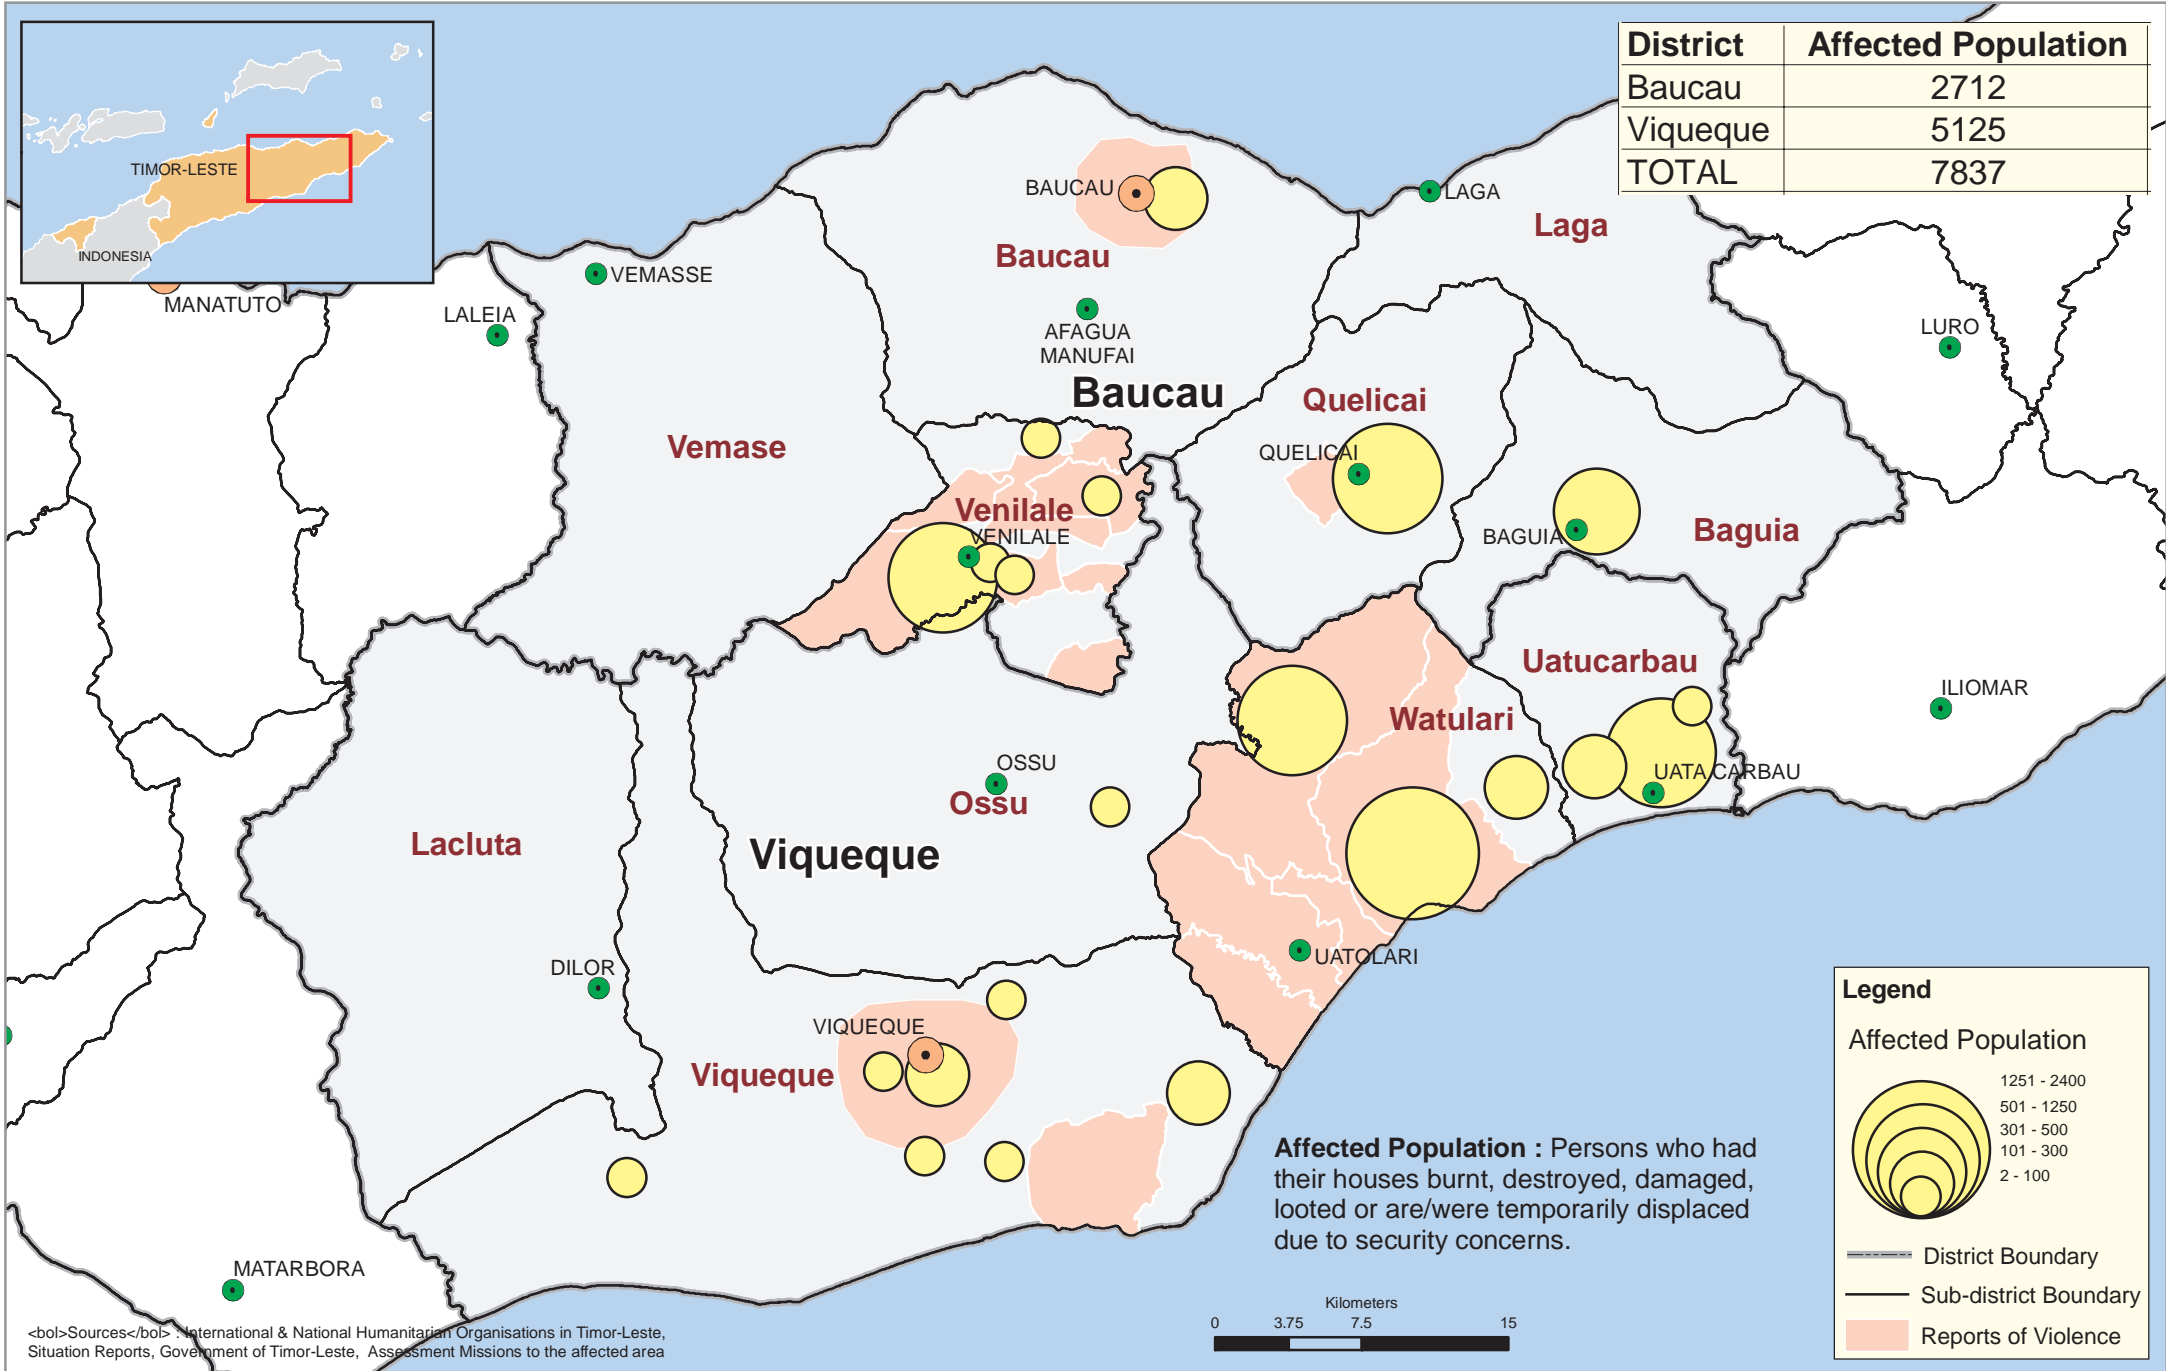 District Affected Population
Baucau 2712
Viqueque 5125
TOTAL 7837
TIMOR-LESTE
INDONESIA
MANATUTO
LALEIA
VEMASSE
BAUCAU
Baucau
AFAGUA
MANUFAI
Baucau
LAGA
Laga
LURO
Vemase
Quelicai
QUELICAI
Venilale
VENILALE
BAGUIA
Baguia
Uatucarbau
ILIOMAR
Watulari
UATA CARBAU
OSSU
Ossu
Lacluta
Viqueque
DILOR
UATOLARI
VIQUEQUE
Viqueque
MATARBORA
Affected Population : Persons who had
their houses burnt, destroyed, damaged,
looted or are/were temporarily displaced
due to security concerns.
Legend
Affected Population
1251 - 2400
501 - 1250
301 - 500
101 - 300
2 - 100
District Boundary
Sub-district Boundary
Reports of Violence
Kilometers
0 3.75 7.5 15
<bol>Sources</bol> : International & National Humanitarian Organisations in Timor-Leste,
Situation Reports, Government of Timor-Leste, Assessment Missions to the affected area